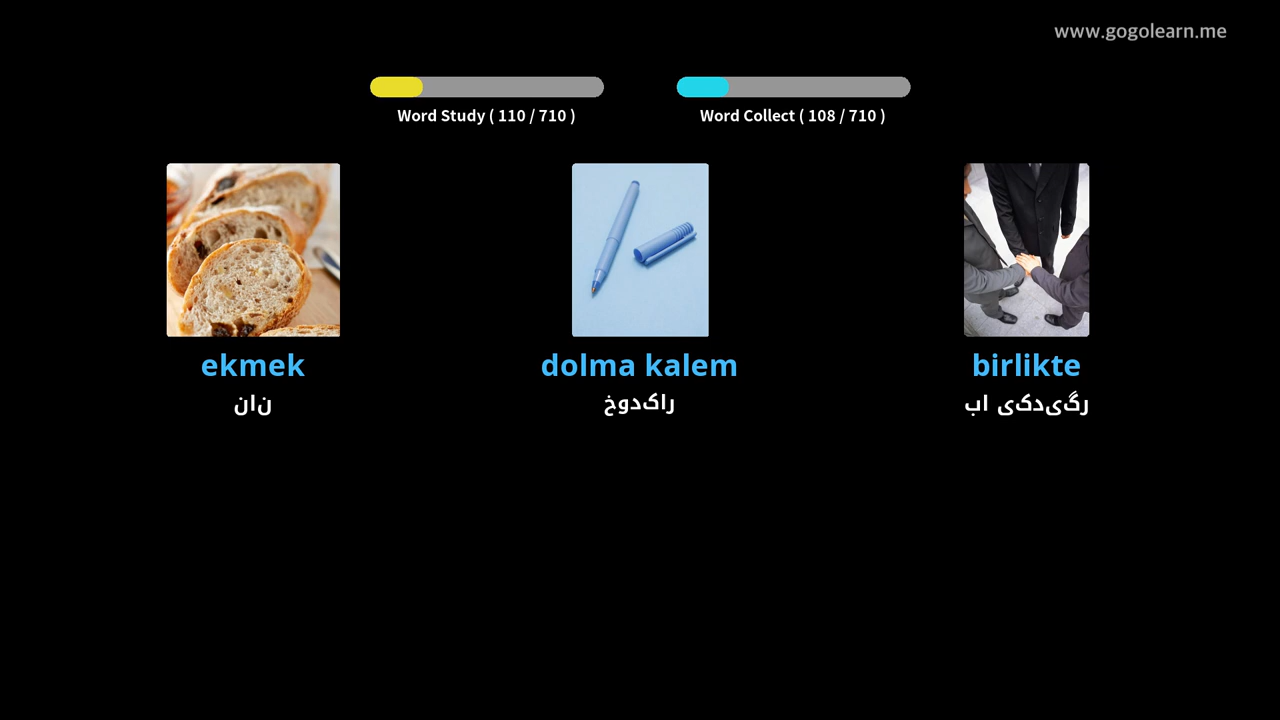 www.gogolearn.me
Word Study ( 110 / 710 )
Word Collect ( 108 / 710 )
ekmek
نان
dolma kalem
راکدوخ
birlikte
رگیدکی اب